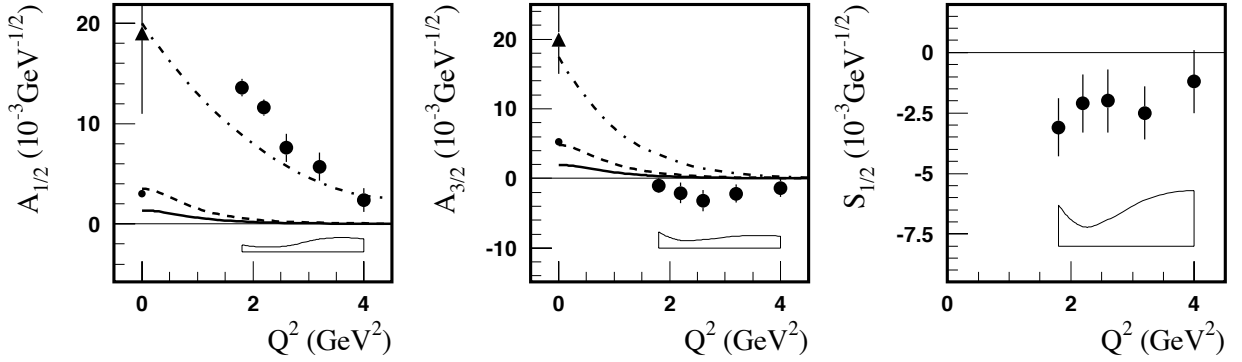 A1/2 (10-3GeV-1/2)
20
10
0
0 2 4
Q2 (GeV2)
A3/2 (10-3GeV-1/2)
20
10
0
-10
0 2 4
Q2 (GeV2)
S1/2 (10-3GeV-1/2)
0
-2.5
-5
-7.5
0 2 4
Q2 (GeV2)